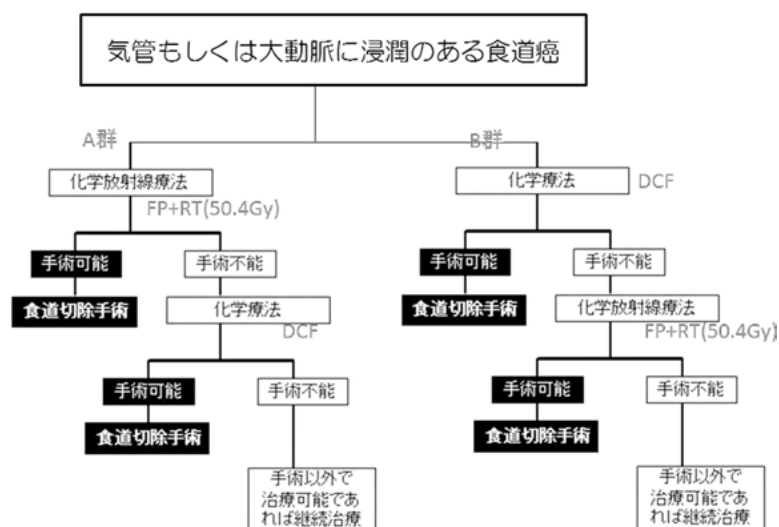 気管もしくは大動脈に浸潤のある食道癌
A群
B群
化学放射線療法
FP+RT(50.4Gy)
化学療法
DCF
手術可能
手術不能
手術可能
手術不能
食道切除手術
化学療法
DCF
食道切除手術
化学放射線療法
FP+RT(50.4Gy)
手術可能
手術不能
手術可能
手術不能
食道切除手術
食道切除手術
手術以外で
治療可能であ
れば継続治療
手術以外で
治療可能であ
れば継続治療